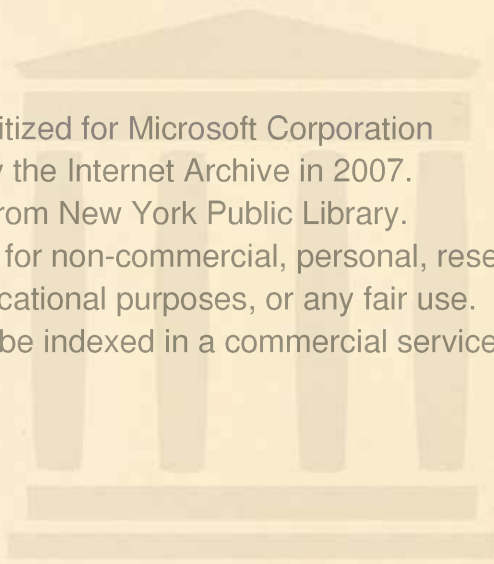 itized for Microsoft Corporation
the Internet Archive in 2007.
rom New York Public Library.
for non-commercial, personal, rese
cational purposes, or any fair use.
be indexed in a commercial service